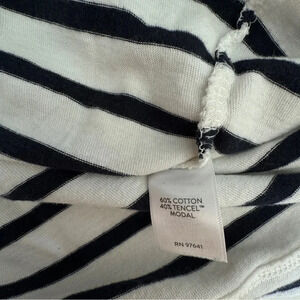 60% COTTON
40% TENCEL™
MODAL
RN 97641